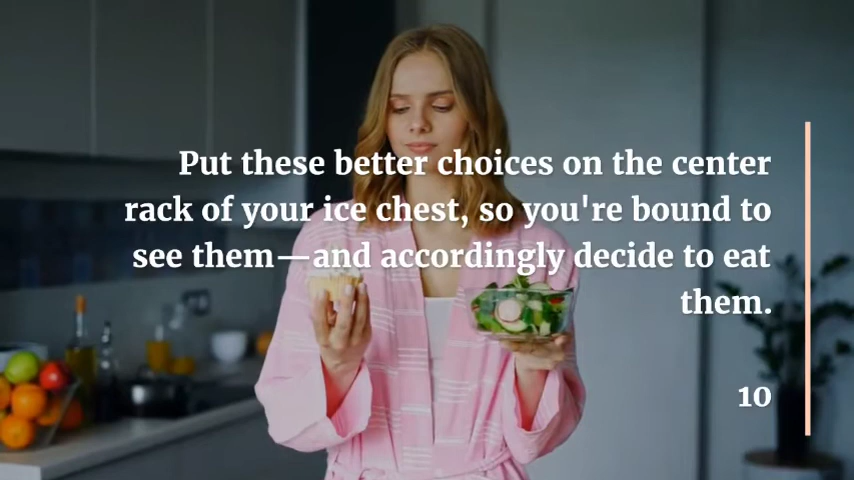 Put these better choices on the center
rack of your ice chest, so you're bound to
see them—and accordingly decide to eat
them.
10